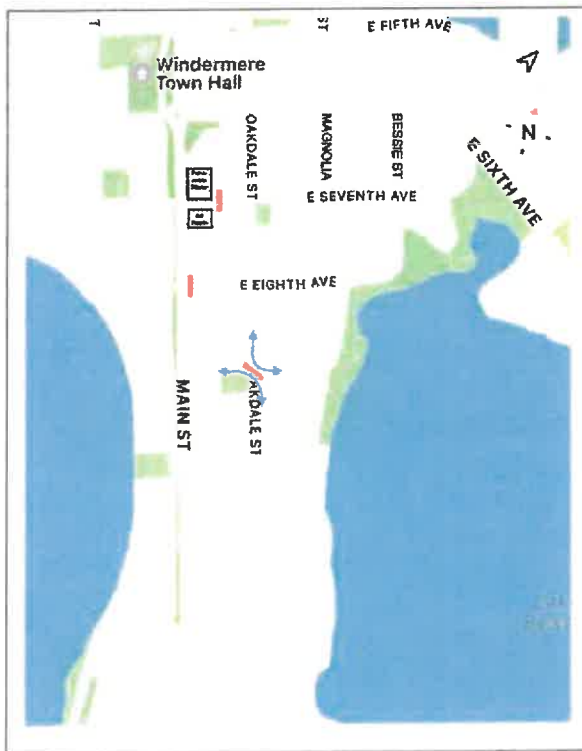 T
ST
E FIFTH AVE
Windermere
Town Hall
OAKDALE ST
MAGNOLIA
BESSIE ST
N
E SIXTH AVE
E SEVENTH AVE
E EIGHTH AVE
MAIN ST
AKDALE ST